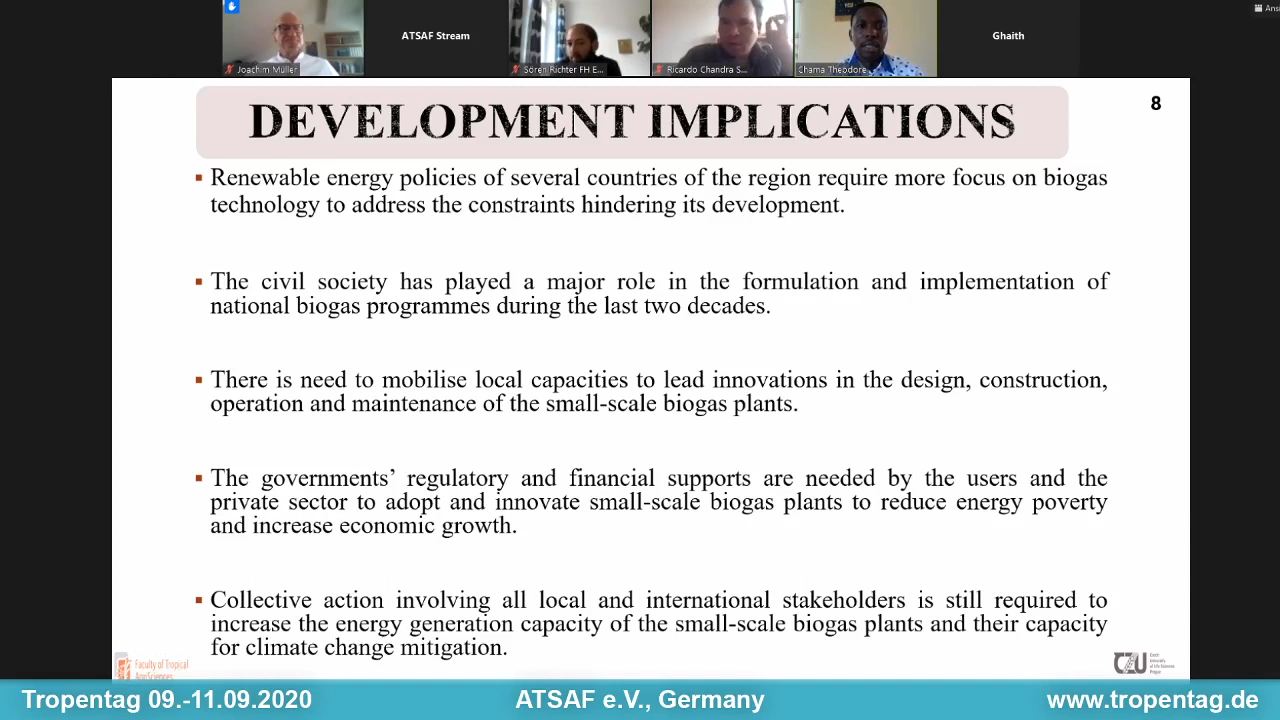 Ans
ATSAF Stream
Ghaith
Joachim Müller
Sören Richter FH E...
Ricardo Chandra S...
Chama Theodore
8
DEVELOPMENT IMPLICATIONS
Renewable energy policies of several countries of the region require more focus on biogas
technology to address the constraints hindering its development.
The civil society has played a major role in the formulation and implementation of
national biogas programmes during the last two decades.
There is need to mobilise local capacities to lead innovations in the design, construction,
operation and maintenance of the small-scale biogas plants.
The governments’ regulatory and financial supports are needed by the users and the
private sector to adopt and innovate small-scale biogas plants to reduce energy poverty
and increase economic growth.
Collective action involving all local and international stakeholders is still required to
increase the energy generation capacity of the small-scale biogas plants and their capacity
for climate change mitigation.
Faculty of Tropical
AgriSciences
CZU
Czech
University
of Life Sciences
Prague
Tropentag 09.-11.09.2020
ATSAF e.V., Germany
www.tropentag.de